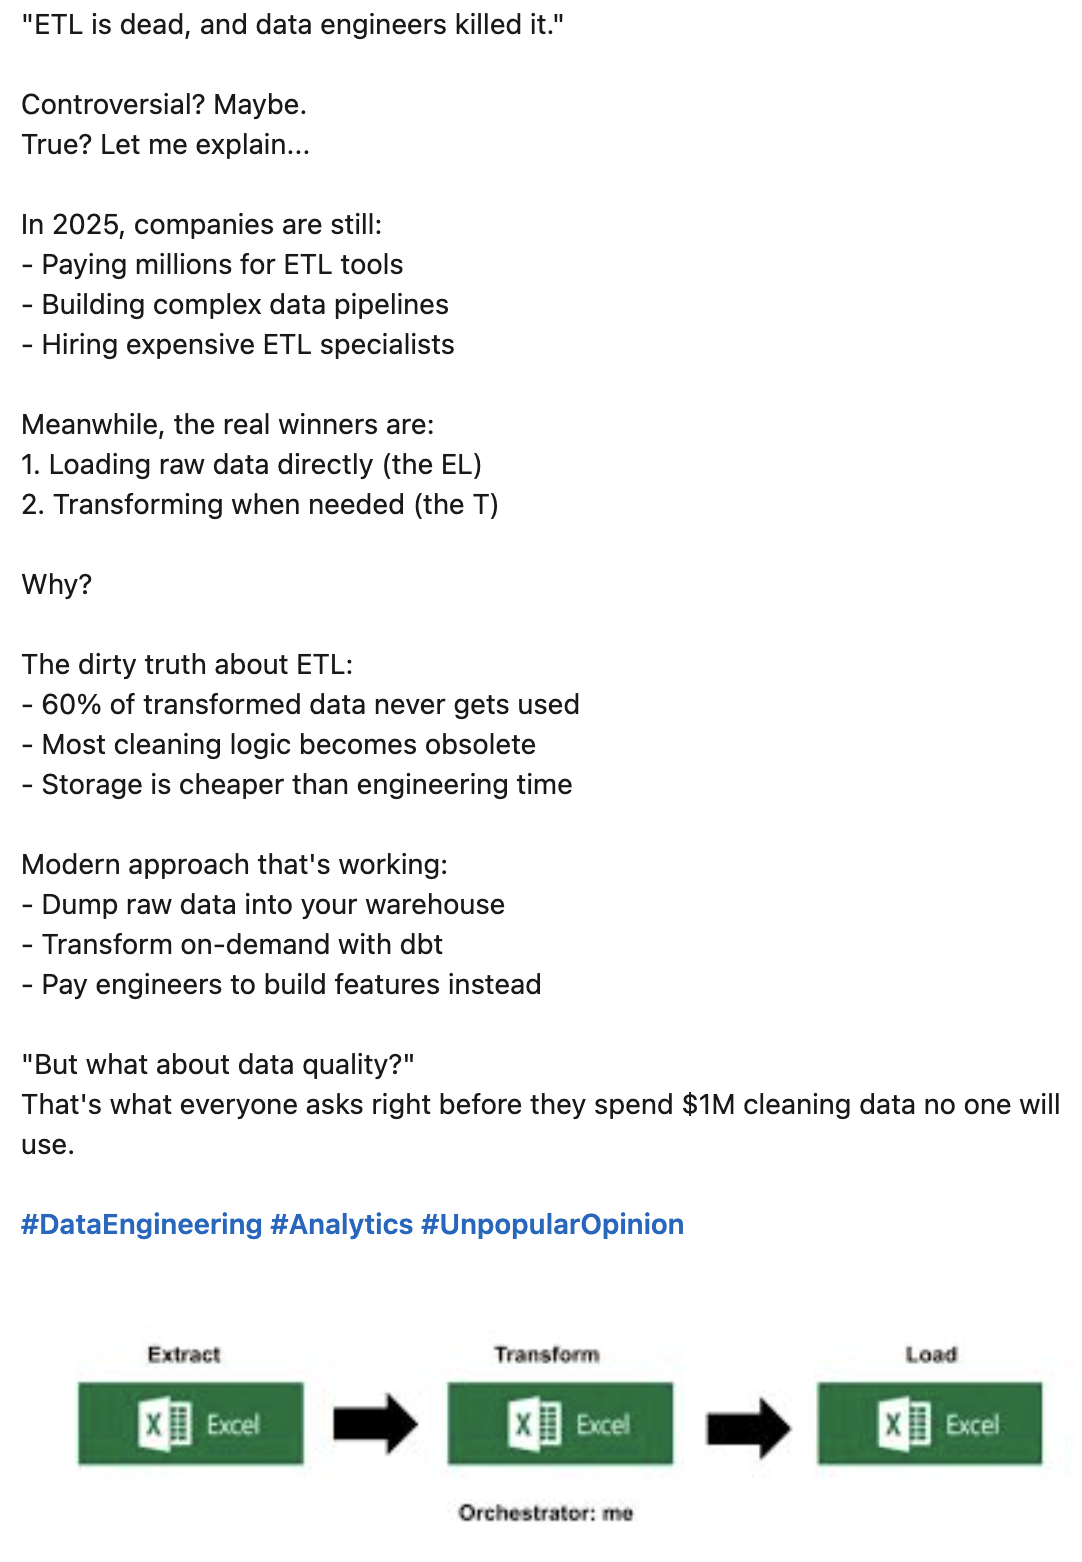 "ETL is dead, and data engineers killed it."
Controversial? Maybe.
True? Let me explain...
In 2025, companies are still:
- Paying millions for ETL tools
- Building complex data pipelines
- Hiring expensive ETL specialists
Meanwhile, the real winners are:
1. Loading raw data directly (the EL)
2. Transforming when needed (the T)
Why?
The dirty truth about ETL:
- 60% of transformed data never gets used
- Most cleaning logic becomes obsolete
- Storage is cheaper than engineering time
Modern approach that's working:
- Dump raw data into your warehouse
- Transform on-demand with dbt
- Pay engineers to build features instead
"But what about data quality?"
That's what everyone asks right before they spend $1M cleaning data no one will
use.
#DataEngineering #Analytics #UnpopularOpinion
Extract Transform Load
X Excel X Excel X Excel
Orchestrator: me